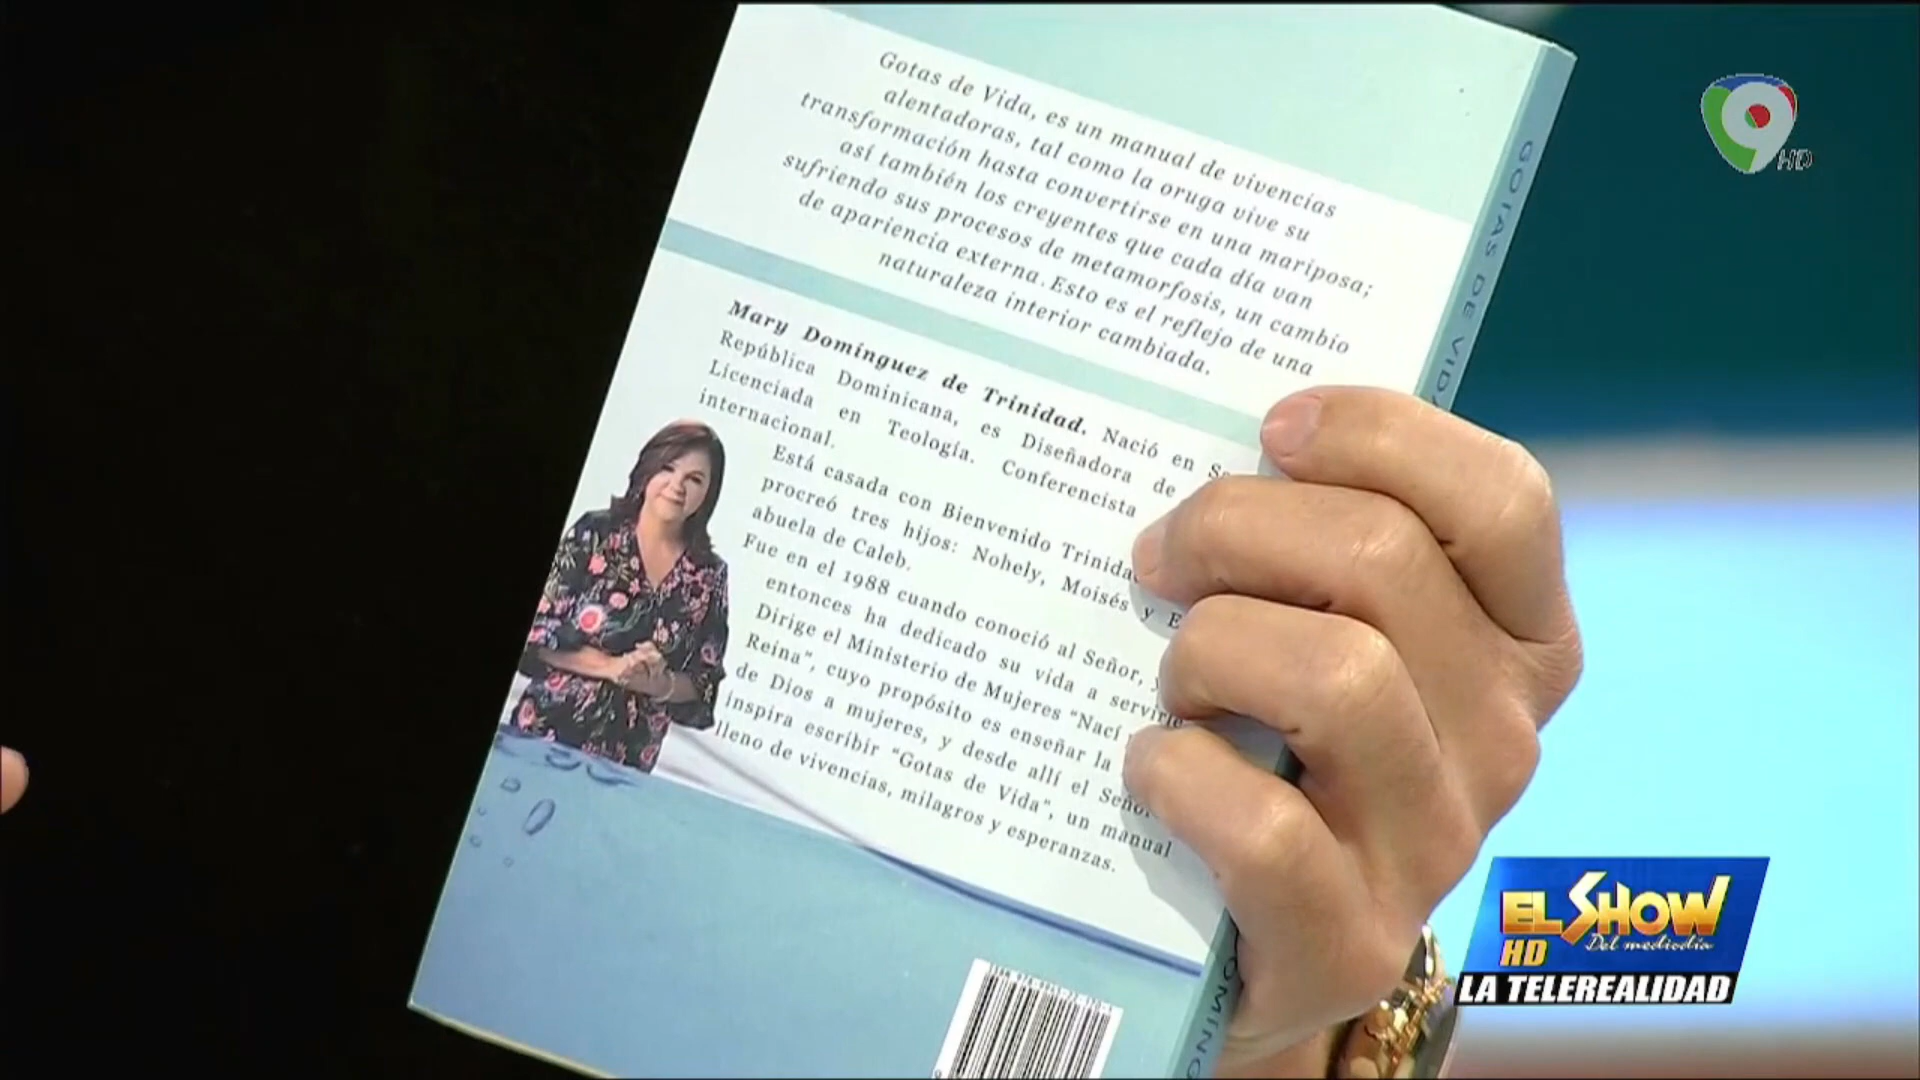 Gotas de Vida, es un manual de vivencias
alentadoras, tal como la oruga vive su
transformación hasta convertirse en una mariposa;
así también los creyentes que cada día van
sufriendo sus procesos de metamorfosis, un cambio
de apariencia externa. Esto es el reflejo de una
naturaleza interior cambiada.
Mary Domínguez de Trinidad. Nació en
República Dominicana, es Diseñadora de
Licenciada en Teología. Conferencista
internacional.
Está casada con Bienvenido
procreó tres hijos: Nohely, Moisés y
abuela de Caleb.
Fue en el 1988 cuando conoció al Señor,
entonces ha dedicado su vida a servirle
Dirige el Ministerio de Mujeres "Nací
Reina", cuyo propósito es enseñar la
de Dios a mujeres, y desde allí el
inspira escribir "Gotas de Vida", un manual
lleno de vivencias, milagros y esperanzas.
GOTAS DE VIDA
9 HD
EL SHOW
Del mediodía
HD
LA TELEREALIDAD